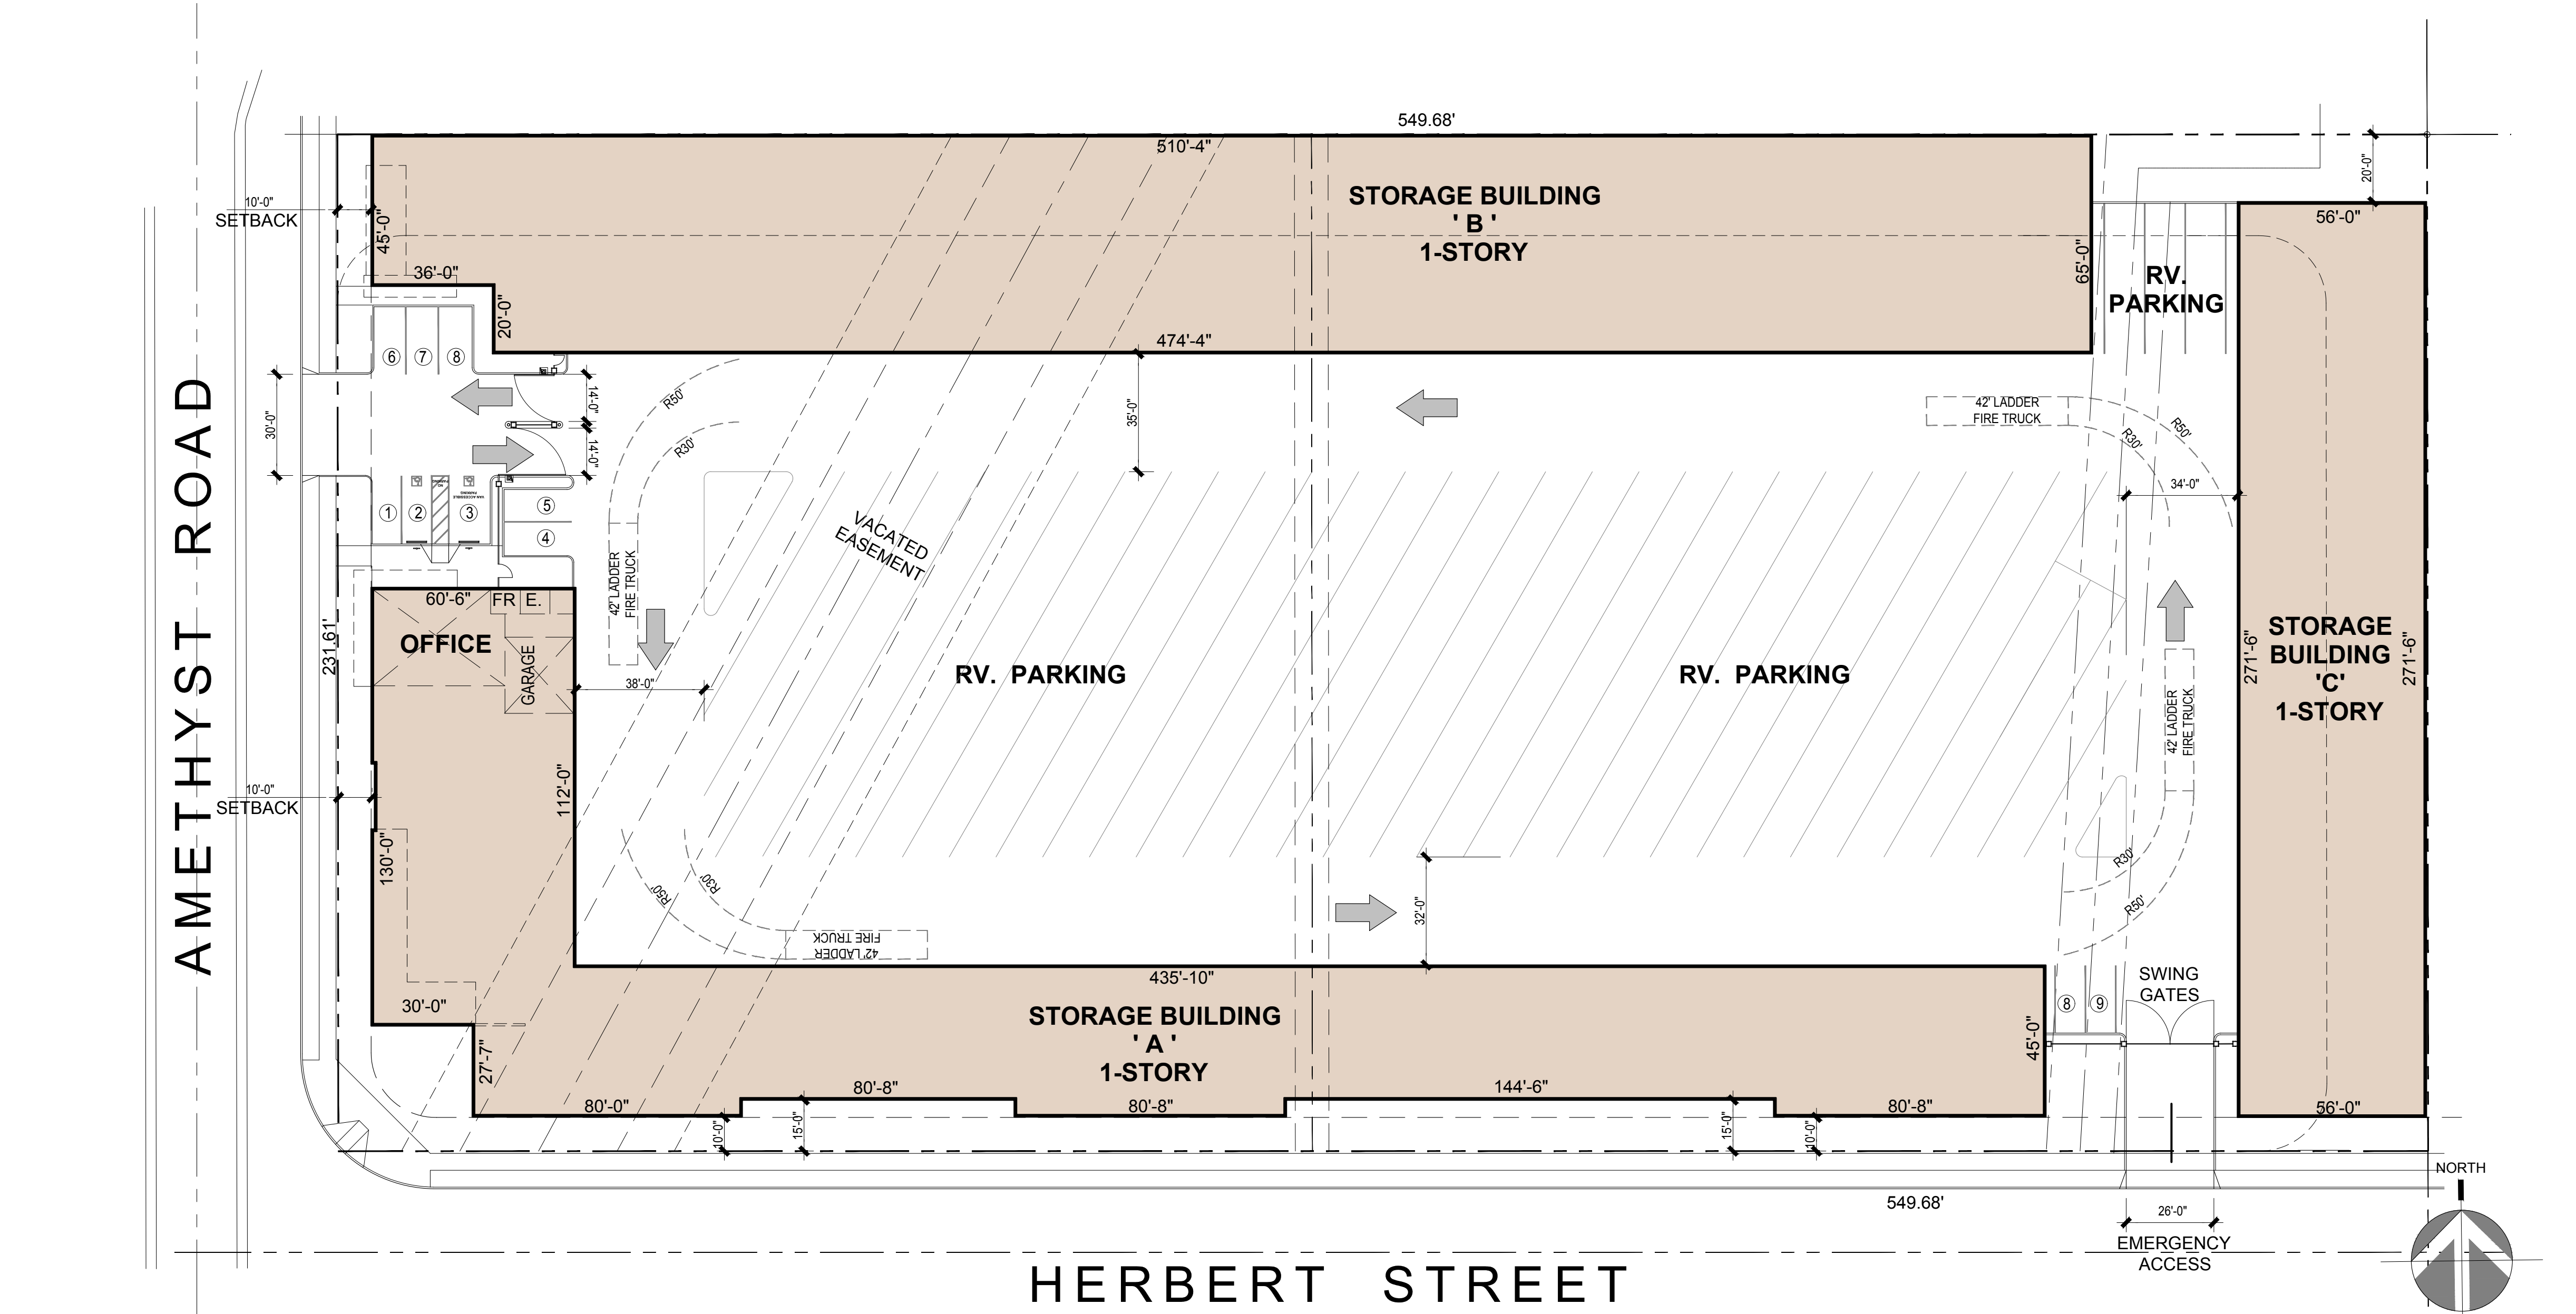 549.68'
510'-4"
STORAGE BUILDING
' B '
1-STORY
10'-0"
SETBACK
45'-0"
36'-0"
20'-0"
474'-4"
65'-0"
20'-0"
56'-0"
RV.
PARKING
6
7
8
30'-0"
14'-0"
14'-0"
R50'
R30'
35'-0"
42' LADDER
FIRE TRUCK
R30'
R50'
34'-0"
NO
PARKING
VAN ACCESSIBLE
PARKING
1
2
3
5
4
VACATED
EASEMENT
42' LADDER
FIRE TRUCK
AMETHYST ROAD
231.61'
60'-6"
FR
E.
OFFICE
GARAGE
38'-0"
RV. PARKING
RV. PARKING
271'-6"
STORAGE
BUILDING
'C'
1-STORY
271'-6"
42' LADDER
FIRE TRUCK
10'-0"
SETBACK
112'-0"
130'-0"
R50'
R30'
42' LADDER
FIRE TRUCK
32'-0"
R30'
R50'
30'-0"
27'-7"
435'-10"
STORAGE BUILDING
' A '
1-STORY
45'-0"
8
9
SWING
GATES
80'-0"
80'-8"
80'-8"
144'-6"
80'-8"
56'-0"
10'-0"
15'-0"
15'-0"
10'-0"
NORTH
549.68'
26'-0"
EMERGENCY
ACCESS
HERBERT STREET